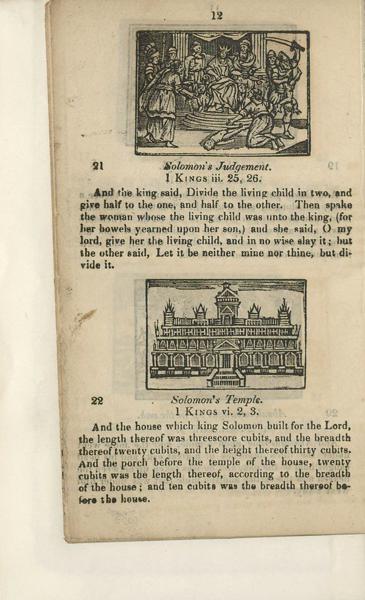 12
21
Solomon's Judgement.
1 KINGS iii. 25, 26.
And the king said, Divide the living child in two, and
give half to the one, and half to the other. Then spake
the woman whose the living child was unto the king, (for
her bowels yearned upon her son,) and she said, O my
lord, give her the living child, and in no wise slay it; but
the other said, Let it be neither mine nor thine, but di-
vide it.
22
Solomon's Temple.
1 KINGS vi. 2, 3.
And the house which king Solomon built for the Lord,
the length thereof was threescore cubits, and the breadth
thereof twenty cubits, and the height thereof thirty cubits.
And the porch before the temple of the house, twenty
cubits was the length thereof, according to the breadth
of the house; and ten cubits was the breadth thereof be-
fore the house.